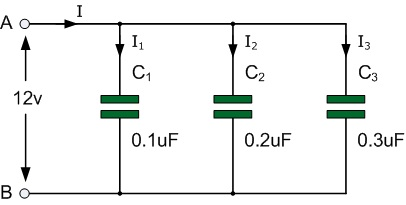 A I
I1 I2 I3
C1 C2 C3
12v
0.1uF 0.2uF 0.3uF
B